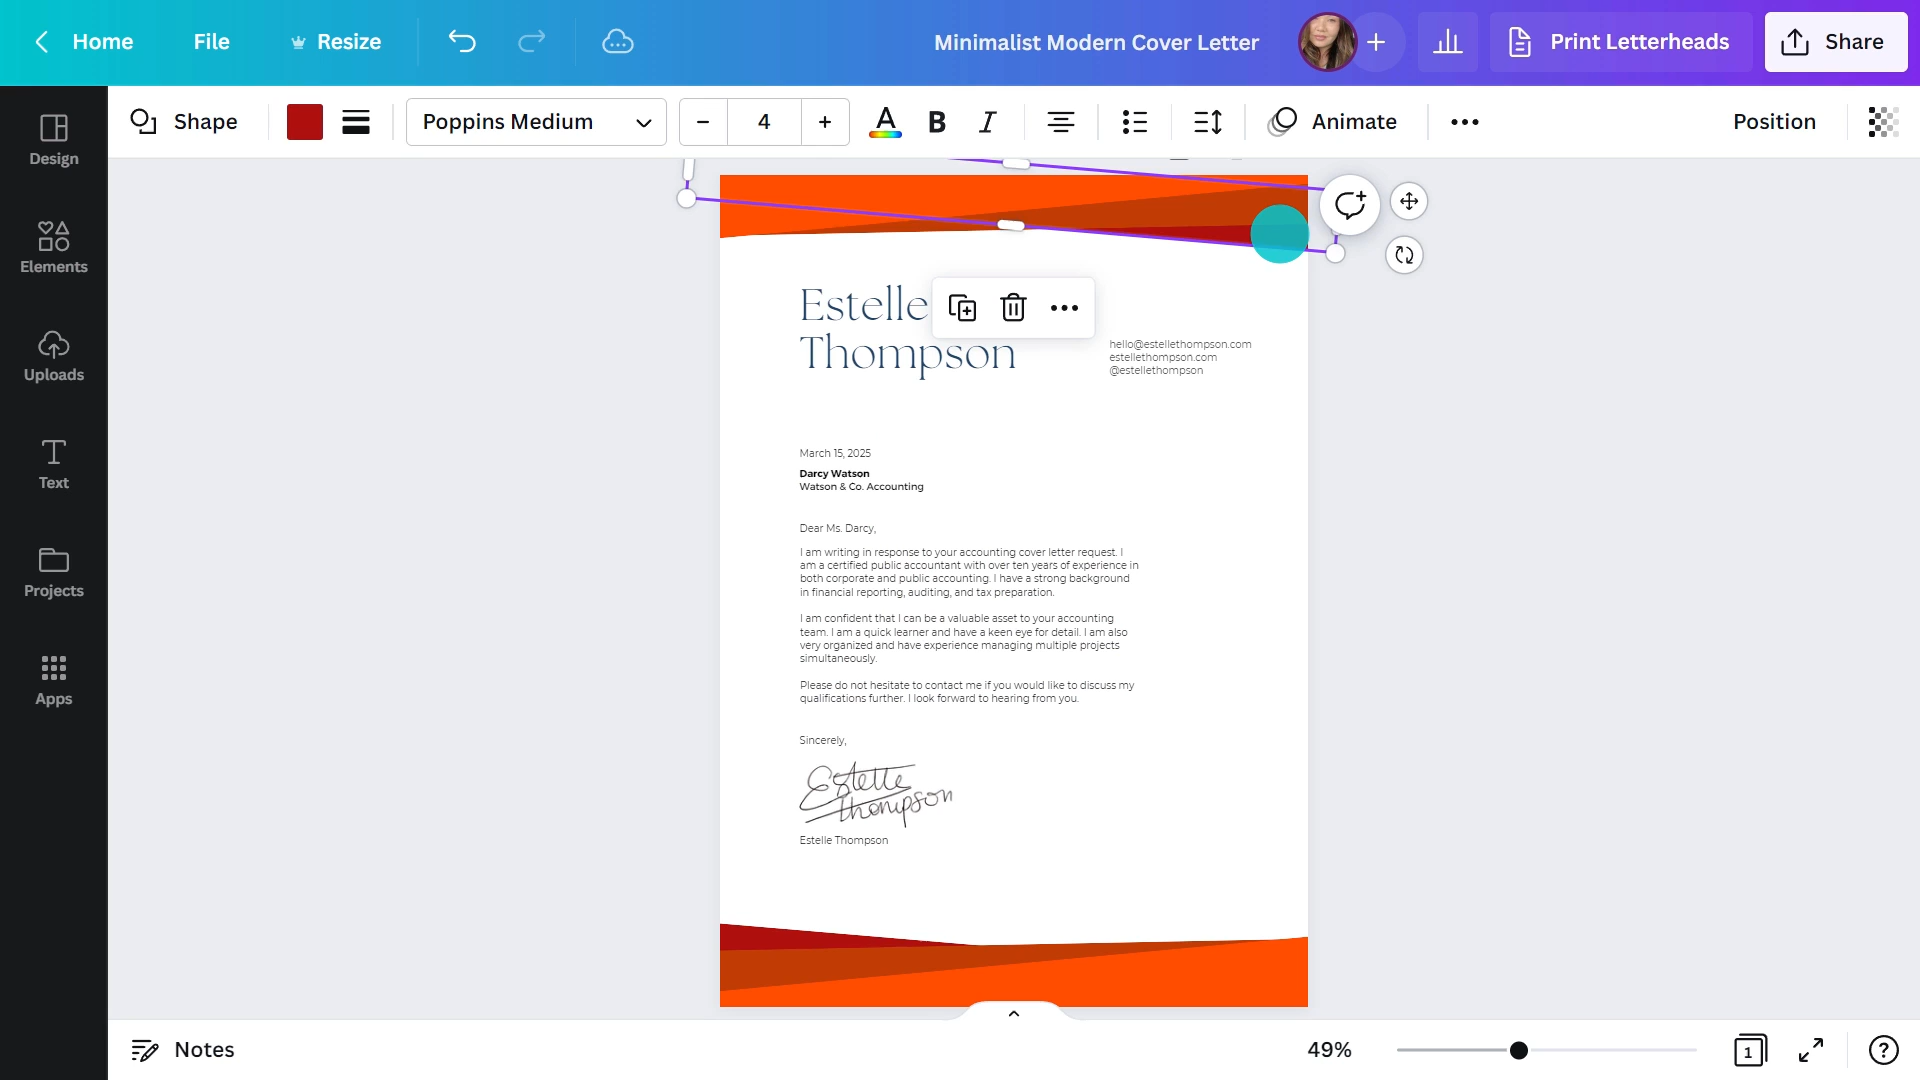 Home
File
Resize
Minimalist Modern Cover Letter
Print Letterheads
Share
Shape
Poppins Medium
4
A
B
I
Animate
Position
Design
Elements
Uploads
Text
Projects
Apps
Estelle
Thompson
hello@estellethompson.com
estellethompson.com
@estellethompson
March 15, 2025
Darcy Watson
Watson & Co. Accounting
Dear Ms. Darcy,
I am writing in response to your accounting cover letter request. I
am a certified public accountant with over ten years of experience in
both corporate and public accounting. I have a strong background
in financial reporting, auditing, and tax preparation.
I am confident that I can be a valuable asset to your accounting
team. I am a quick learner and have a keen eye for detail. I am also
very organized and have experience managing multiple projects
simultaneously.
Please do not hesitate to contact me if you would like to discuss my
qualifications further. I look forward to hearing from you.
Sincerely,
Estelle
Thompson
Estelle Thompson
Notes
49%
1